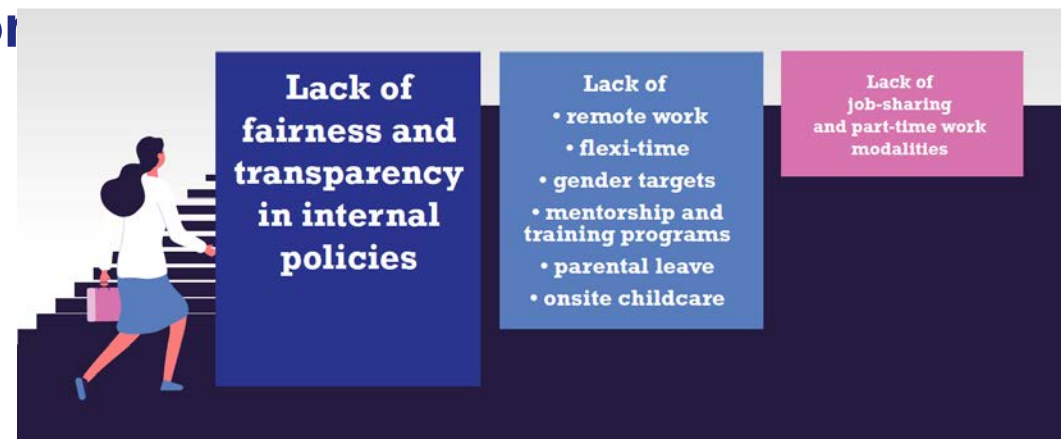 or
Lack of
fairness and
transparency
in internal
policies
Lack of
• remote work
• flexi-time
• gender targets
• mentorship and
training programs
• parental leave
• onsite childcare
Lack of
job-sharing
and part-time work
modalities